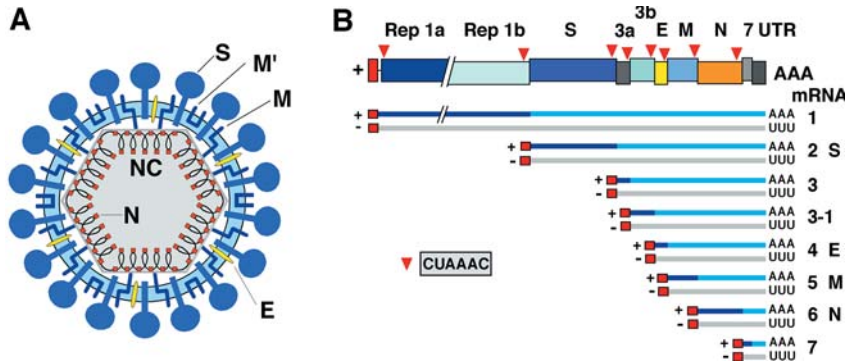 A
S
M'
M
NC
N
E
B
3b
Rep 1a Rep 1b S 3a E M N 7 UTR
+ AAA
mRNA
+ AAA 1
- UUU
+ AAA 2 S
- UUU
+ AAA 3
- UUU
+ AAA 3-1
- UUU
+ AAA 4 E
- UUU
+ AAA 5 M
- UUU
+ AAA 6 N
- UUU
+ AAA 7
- UUU
CUAAAC